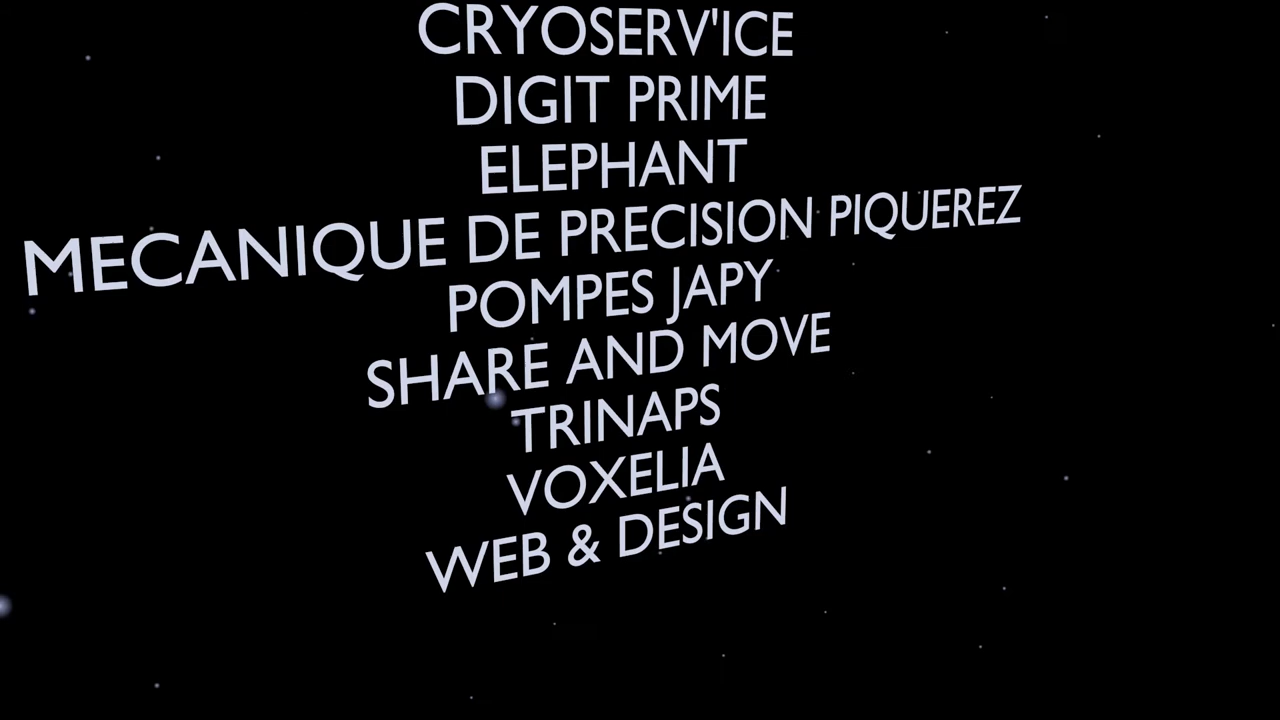 CRYOSERV'ICE
DIGIT PRIME
ELEPHANT
MECANIQUE DE PRECISION PIQUEREZ
POMPES JAPY
SHARE AND MOVE
TRINAPS
VOXELIA
WEB & DESIGN